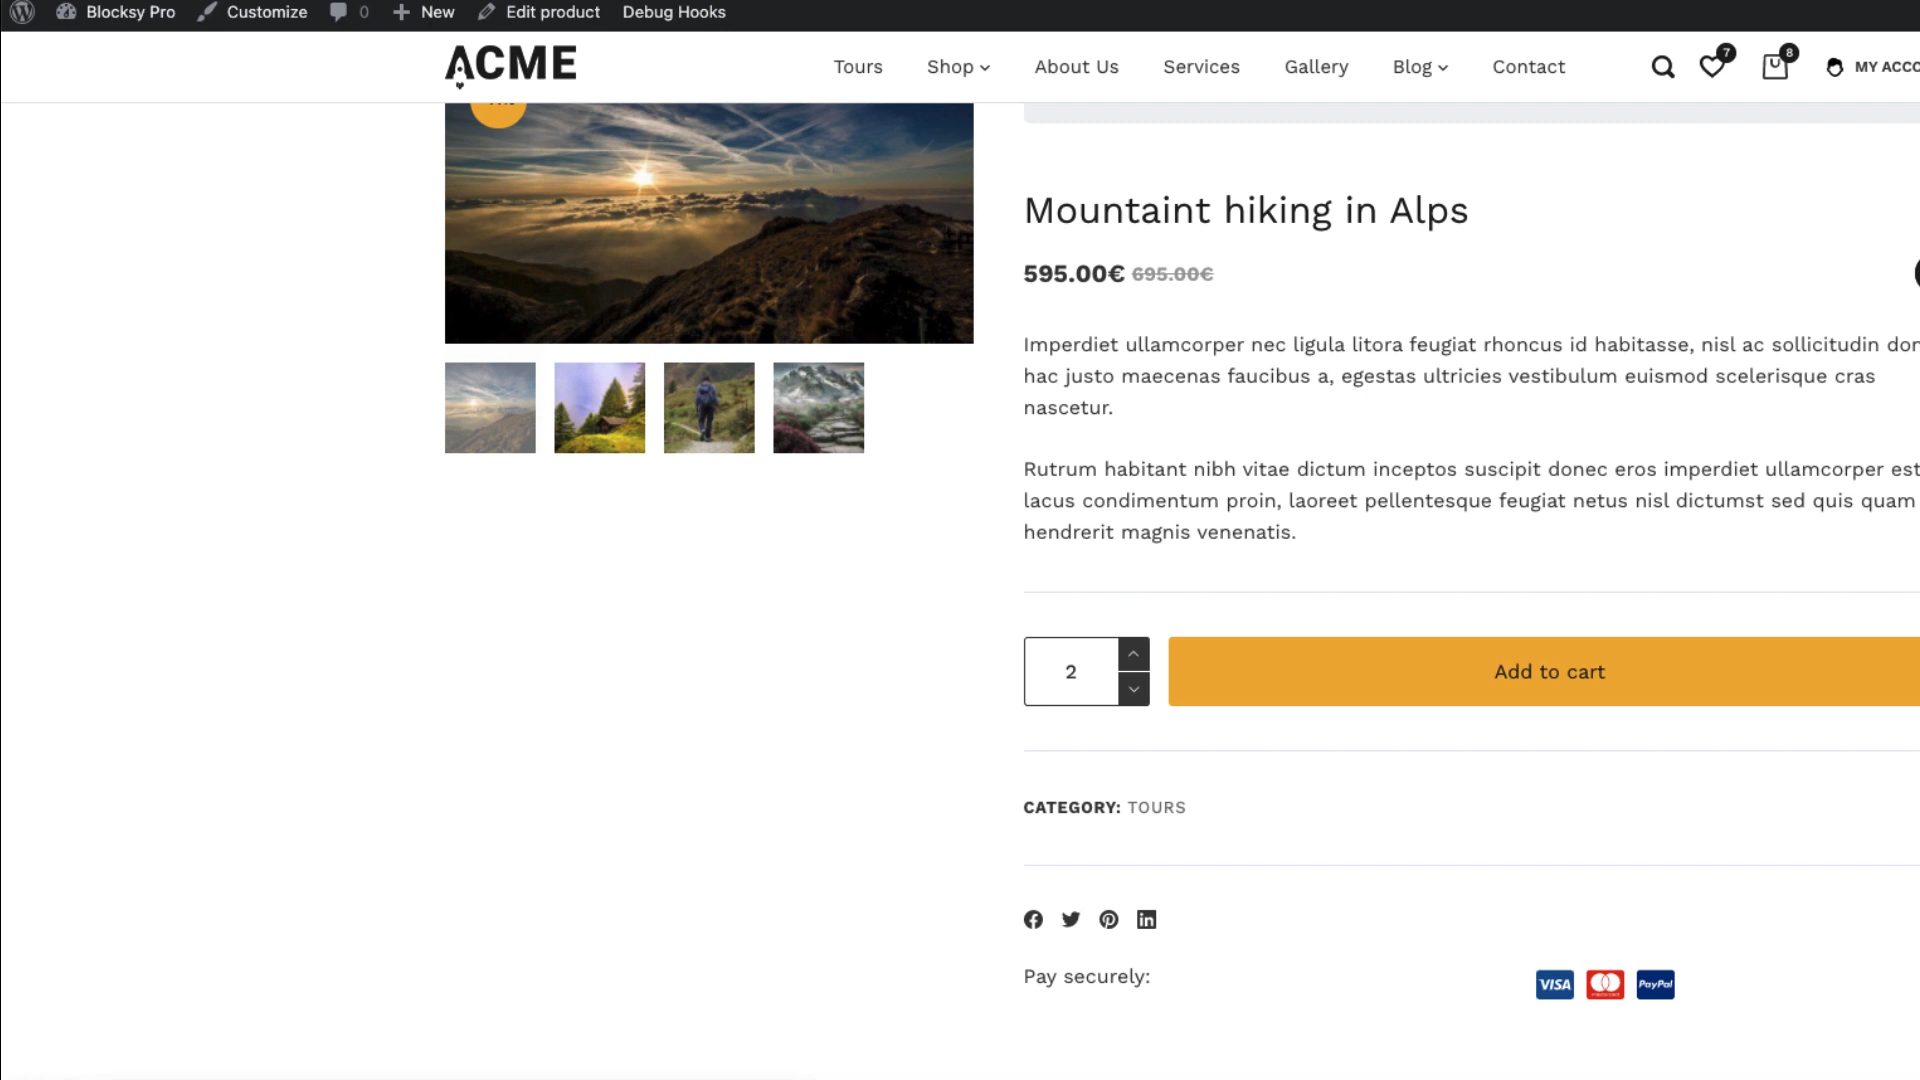 Blocksy Pro Customize 0 New Edit product Debug Hooks
ACME Tours Shop About Us Services Gallery Blog Contact 7 8 MY ACCO
Mountaint hiking in Alps
595.00€ 695.00€
Imperdiet ullamcorper nec ligula litora feugiat rhoncus id habitasse, nisl ac sollicitudin dor
hac justo maecenas faucibus a, egestas ultricies vestibulum euismod scelerisque cras
nascetur.
Rutrum habitant nibh vitae dictum inceptos suscipit donec eros imperdiet ullamcorper est
lacus condimentum proin, laoreet pellentesque feugiat netus nisl dictumst sed quis quam
hendrerit magnis venenatis.
2 Add to cart
CATEGORY: TOURS
Pay securely: VISA PayPal